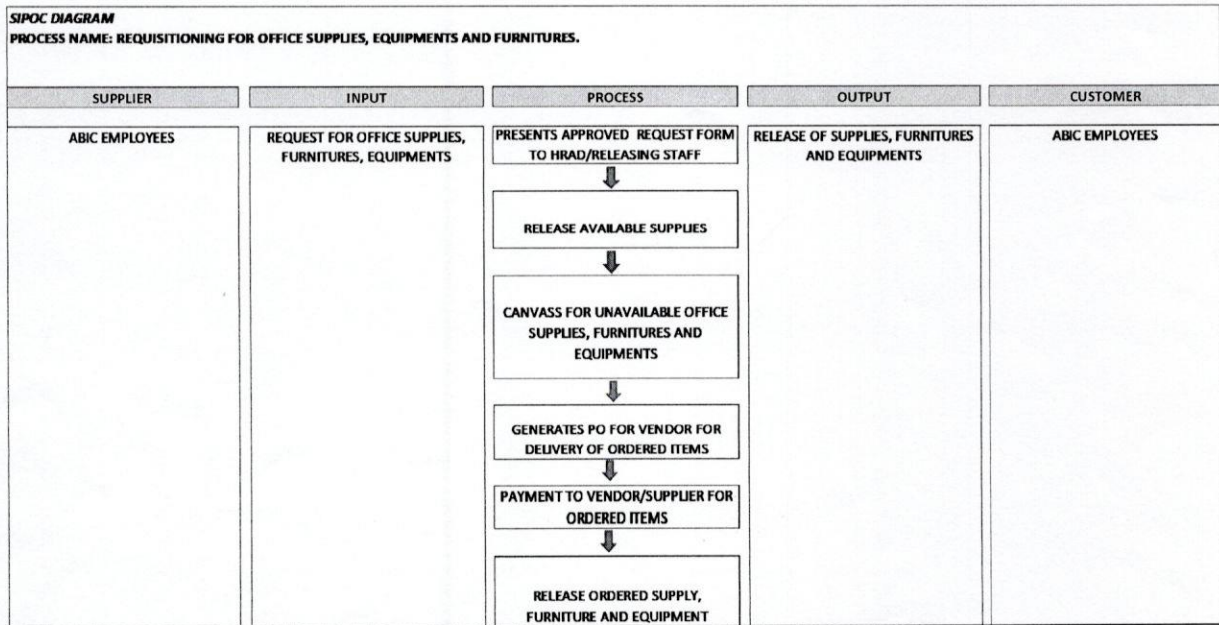 SIPOC DIAGRAM
PROCESS NAME: REQUISITIONING FOR OFFICE SUPPLIES, EQUIPMENTS AND FURNITURES.
SUPPLIER
INPUT
PROCESS
OUTPUT
CUSTOMER
ABIC EMPLOYEES
REQUEST FOR OFFICE SUPPLIES,
FURNITURES, EQUIPMENTS
PRESENTS APPROVED REQUEST FORM
TO HRAD/RELEASING STAFF
RELEASE AVAILABLE SUPPLIES
CANVASS FOR UNAVAILABLE OFFICE
SUPPLIES, FURNITURES AND
EQUIPMENTS
GENERATES PO FOR VENDOR FOR
DELIVERY OF ORDERED ITEMS
PAYMENT TO VENDOR/SUPPLIER FOR
ORDERED ITEMS
RELEASE ORDERED SUPPLY,
FURNITURE AND EQUIPMENT
RELEASE OF SUPPLIES, FURNITURES
AND EQUIPMENTS
ABIC EMPLOYEES